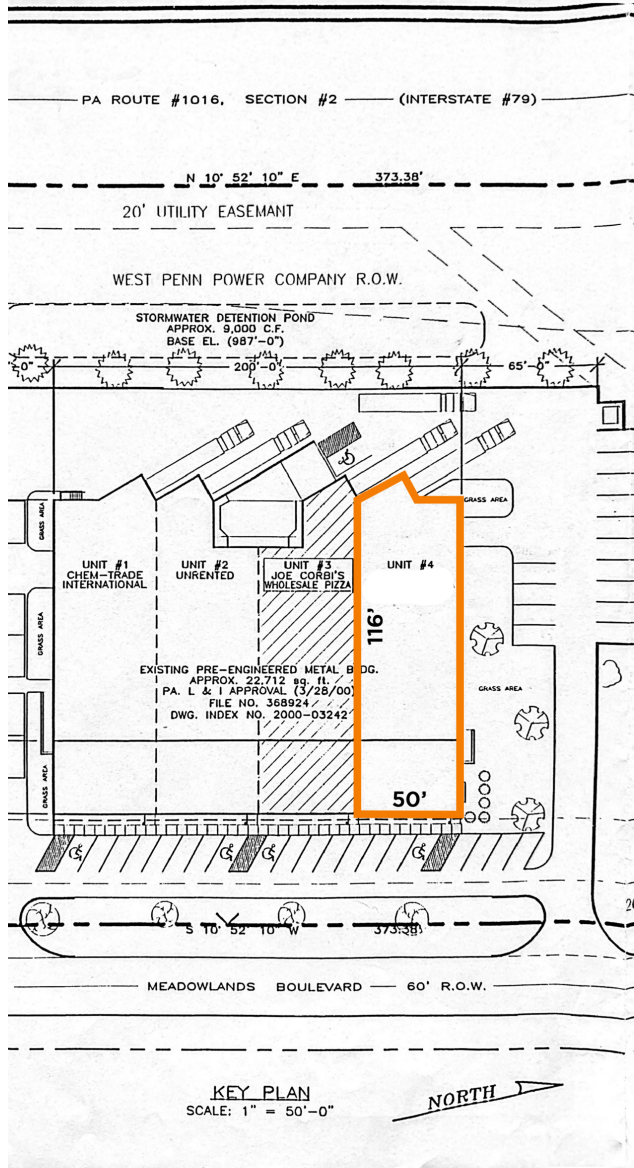 PA ROUTE #1016, SECTION #2 (INTERSTATE #79)
N 10° 52' 10" E 373.38'
20' UTILITY EASEMANT
WEST PENN POWER COMPANY R.O.W.
STORMWATER DETENTION POND
APPROX. 9,000 C.F.
BASE EL. (987'-0")
0"
200'-0"
65'-0"
GRASS AREA
GRASS AREA
UNIT #1
CHEM-TRADE
INTERNATIONAL
UNIT #2
UNRENTED
UNIT #3
JOE CORBI'S
WHOLESALE PIZZA
UNIT #4
116'
GRASS AREA
EXISTING PRE-ENGINEERED METAL BLDG.
APPROX. 22,712 sq. ft.
PA. L & I APPROVAL (3/28/00)
FILE NO. 368924
DWG. INDEX NO. 2000-03242
GRASS AREA
GRASS AREA
50'
S 10° 52' 10" W 373.38'
MEADOWLANDS BOULEVARD 60' R.O.W.
KEY PLAN
SCALE: 1" = 50'-0"
NORTH